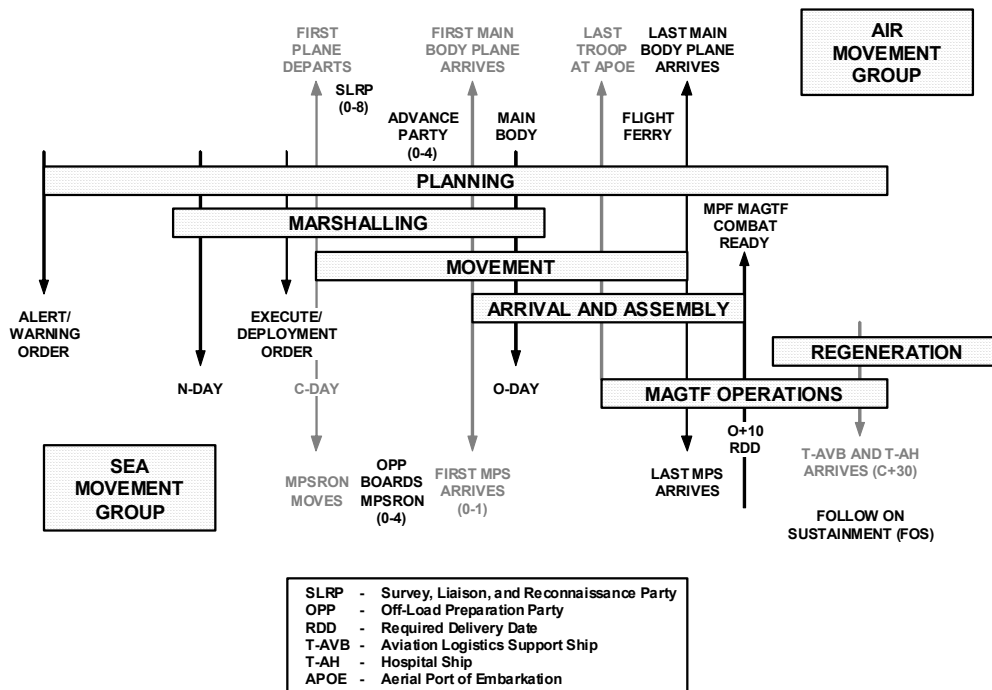 FIRST
PLANE
DEPARTS
FIRST MAIN
BODY PLANE
ARRIVES
LAST
TROOP
AT APOE
LAST MAIN
BODY PLANE
ARRIVES
AIR
MOVEMENT
GROUP
SLRP
(0-8)
ADVANCE
PARTY
(0-4)
MAIN
BODY
FLIGHT
FERRY
PLANNING
MARSHALLING
MPF MAGTF
COMBAT
READY
MOVEMENT
ARRIVAL AND ASSEMBLY
ALERT/
WARNING
ORDER
EXECUTE/
DEPLOYMENT
ORDER
REGENERATION
N-DAY
C-DAY
O-DAY
MAGTF OPERATIONS
O+10
RDD
SEA
MOVEMENT
GROUP
MPSRON
MOVES
OPP
BOARDS
MPSRON
(0-4)
FIRST MPS
ARRIVES
(0-1)
LAST MPS
ARRIVES
T-AVB AND T-AH
ARRIVES (C+30)
FOLLOW ON
SUSTAINMENT (FOS)
SLRP - Survey, Liaison, and Reconnaissance Party
OPP - Off-Load Preparation Party
RDD - Required Delivery Date
T-AVB - Aviation Logistics Support Ship
T-AH - Hospital Ship
APOE - Aerial Port of Embarkation